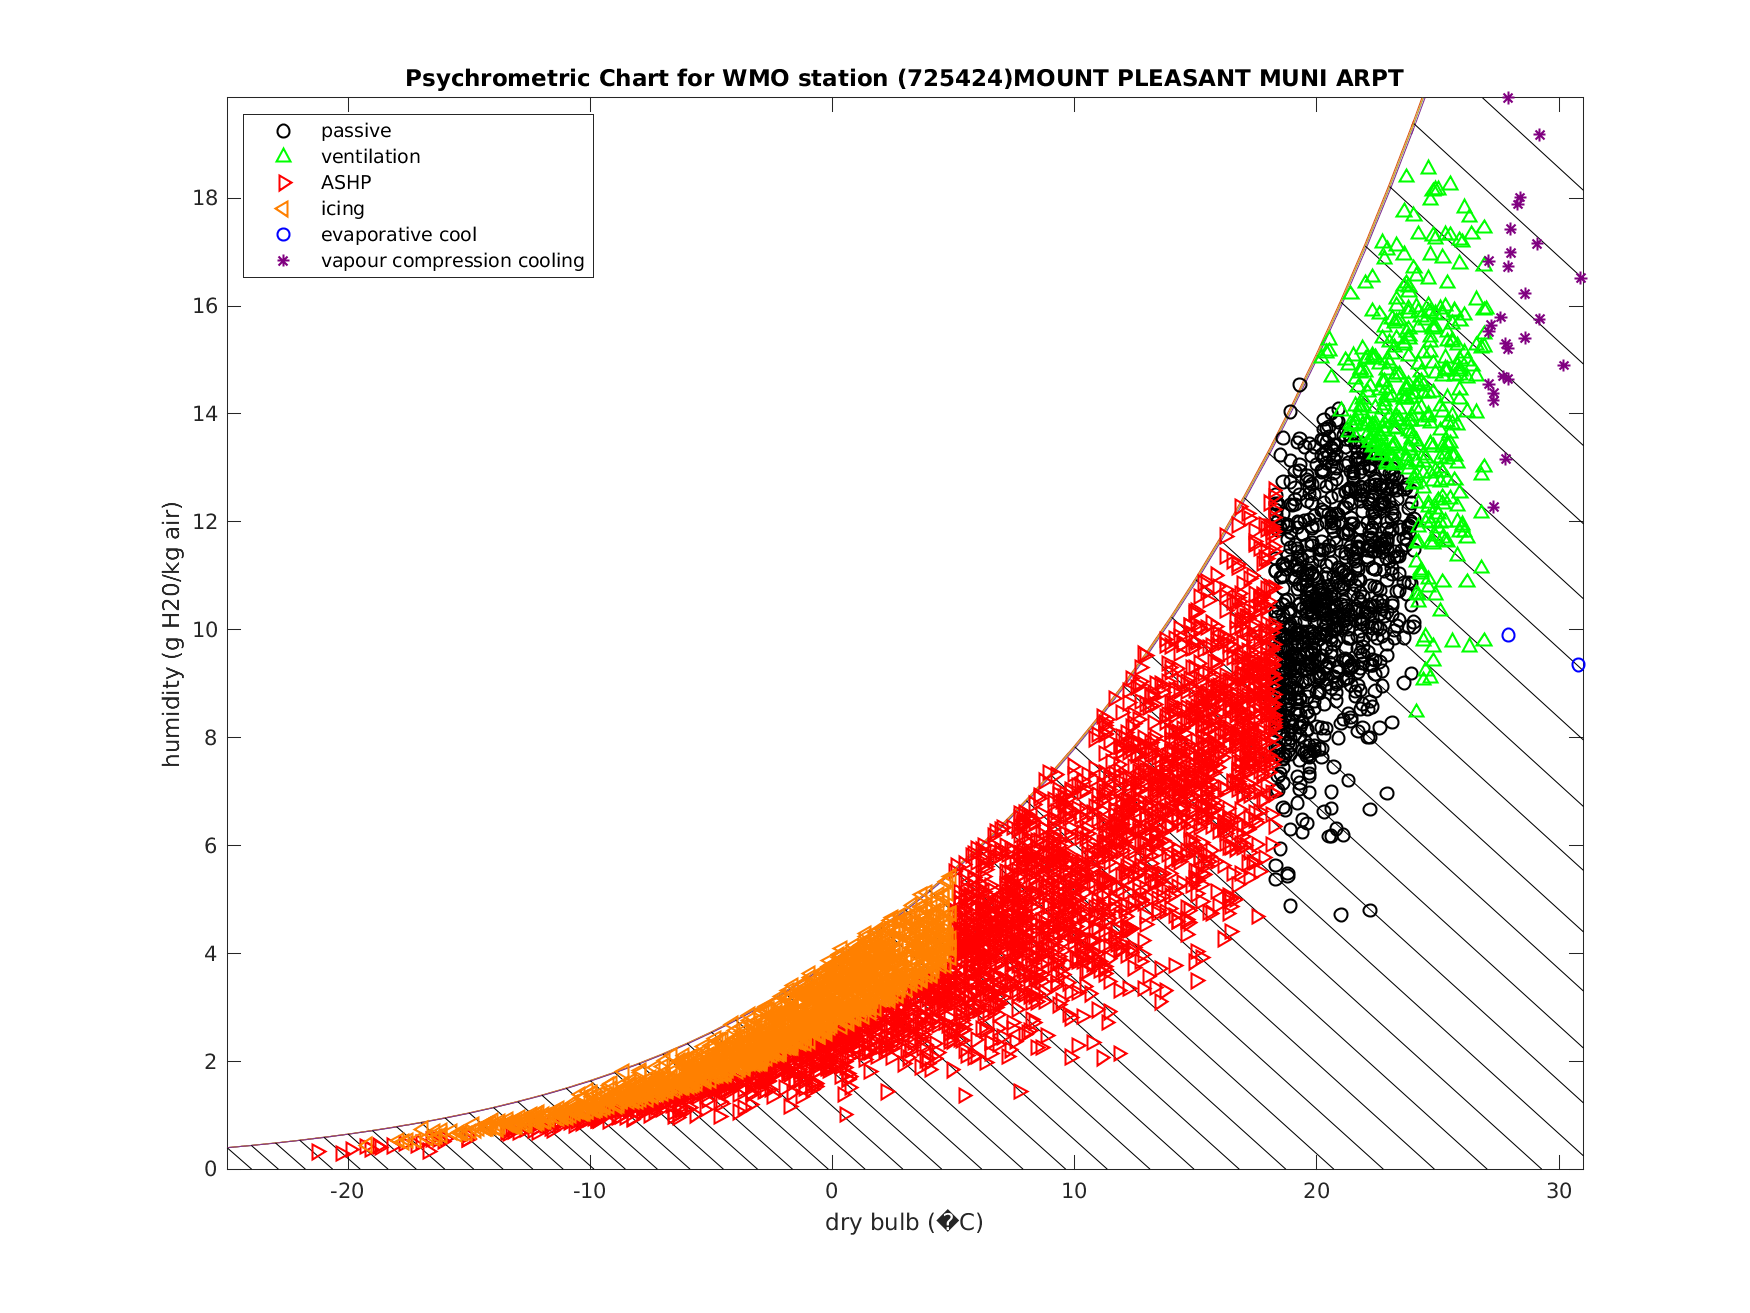 Psychrometric Chart for WMO station (725424)MOUNT PLEASANT MUNI ARPT
passive
ventilation
ASHP
icing
evaporative cool
vapour compression cooling
18
16
14
12
10
8
6
4
2
0
humidity (g H20/kg air)
-20
-10
0
10
20
30
dry bulb (�C)